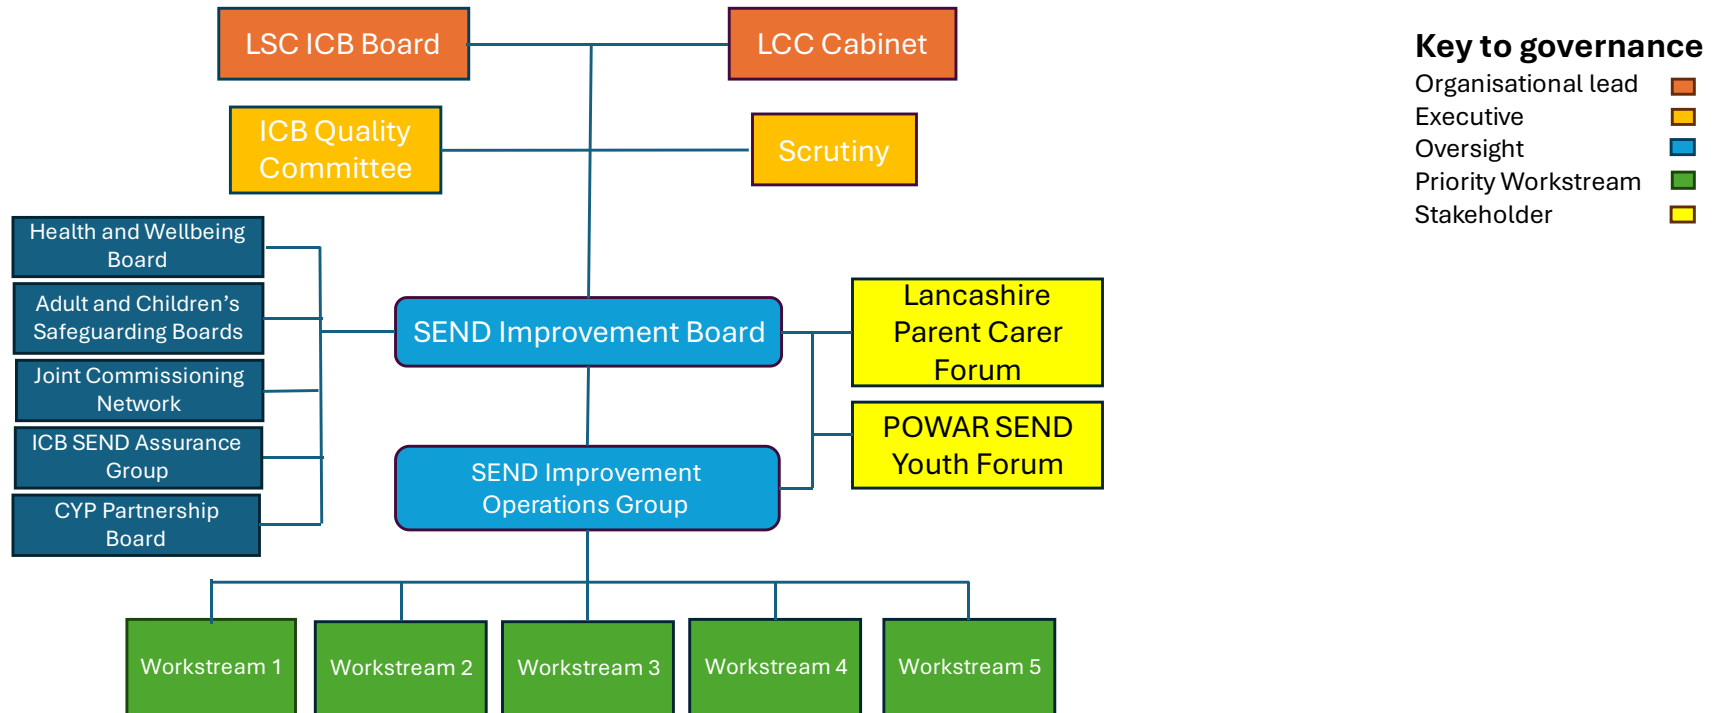 LSC ICB Board
LCC Cabinet
Key to governance
Organisational lead
Executive
Oversight
Priority Workstream
Stakeholder
ICB Quality
Committee
Scrutiny
Health and Wellbeing
Board
Adult and Children’s
Safeguarding Boards
Joint Commissioning
Network
ICB SEND Assurance
Group
CYP Partnership
Board
SEND Improvement Board
SEND Improvement
Operations Group
Lancashire
Parent Carer
Forum
POWAR SEND
Youth Forum
Workstream 1
Workstream 2
Workstream 3
Workstream 4
Workstream 5